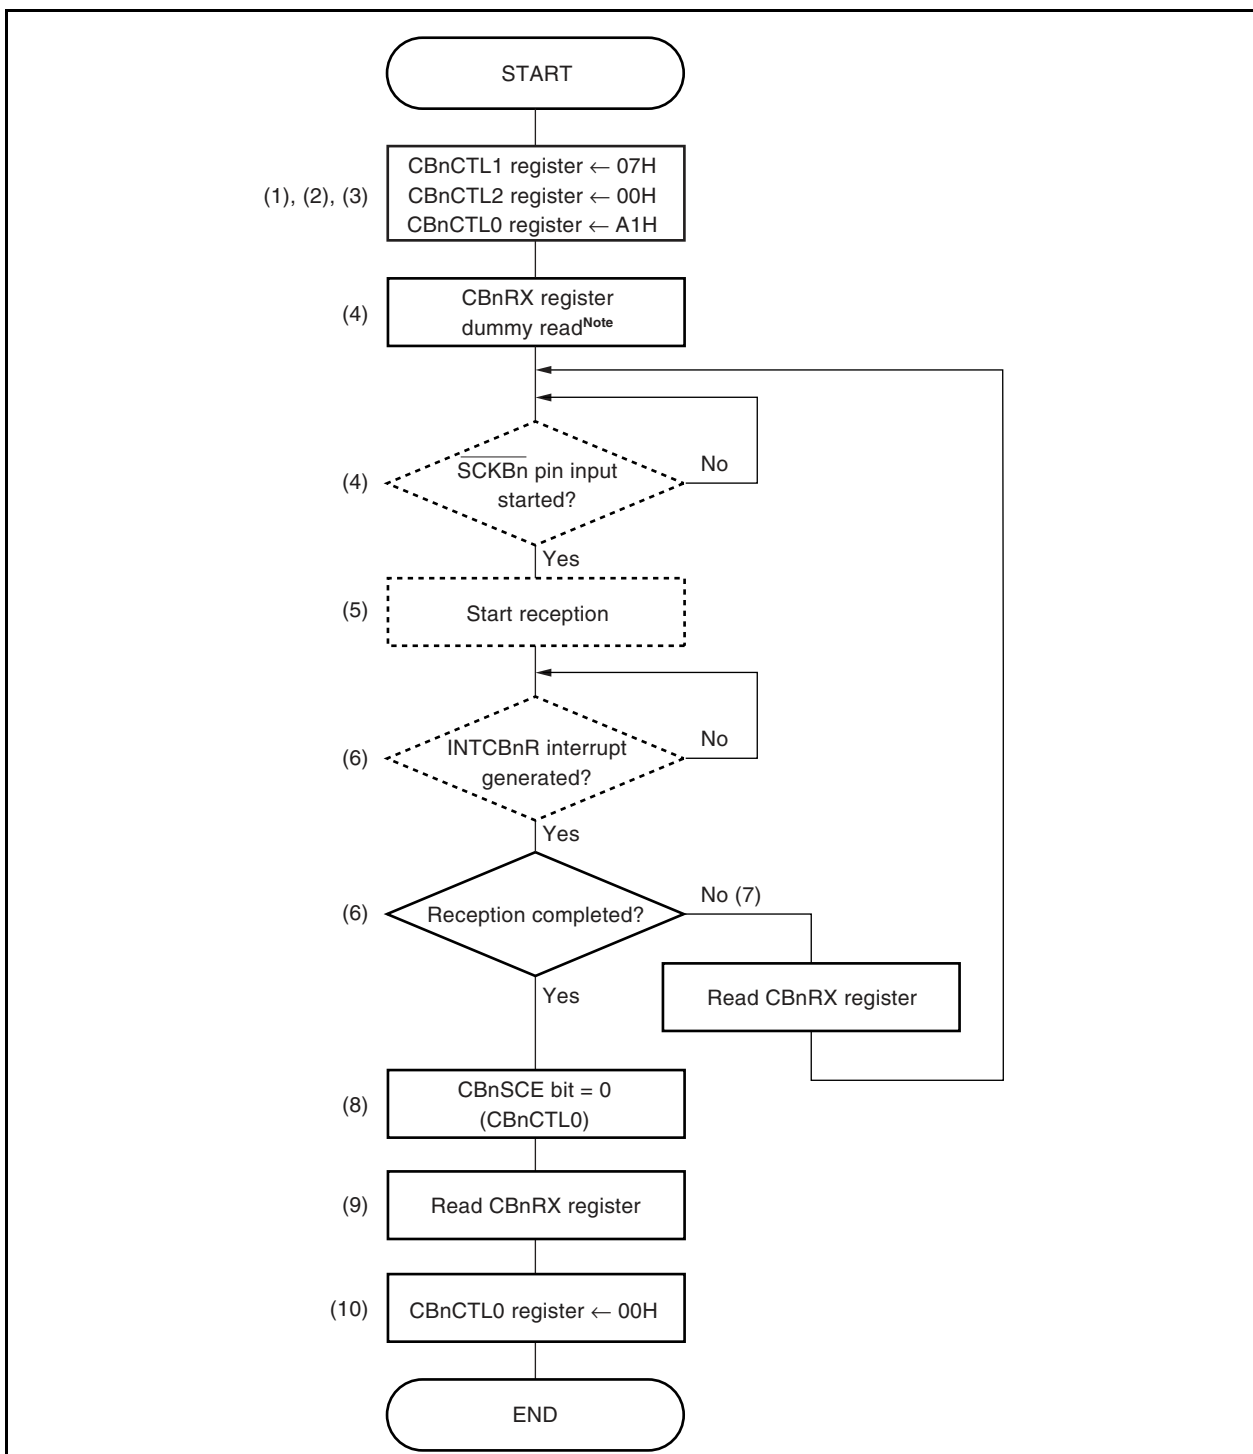 START
(1), (2), (3)
CBnCTL1 register ← 07H
CBnCTL2 register ← 00H
CBnCTL0 register ← A1H
(4)
CBnRX register
dummy readNote
(4)
SCKBn pin input
started?
No
Yes
(5)
Start reception
(6)
INTCBnR interrupt
generated?
No
Yes
(6)
Reception completed?
No (7)
Read CBnRX register
Yes
(8)
CBnSCE bit = 0
(CBnCTL0)
(9)
Read CBnRX register
(10)
CBnCTL0 register ← 00H
END